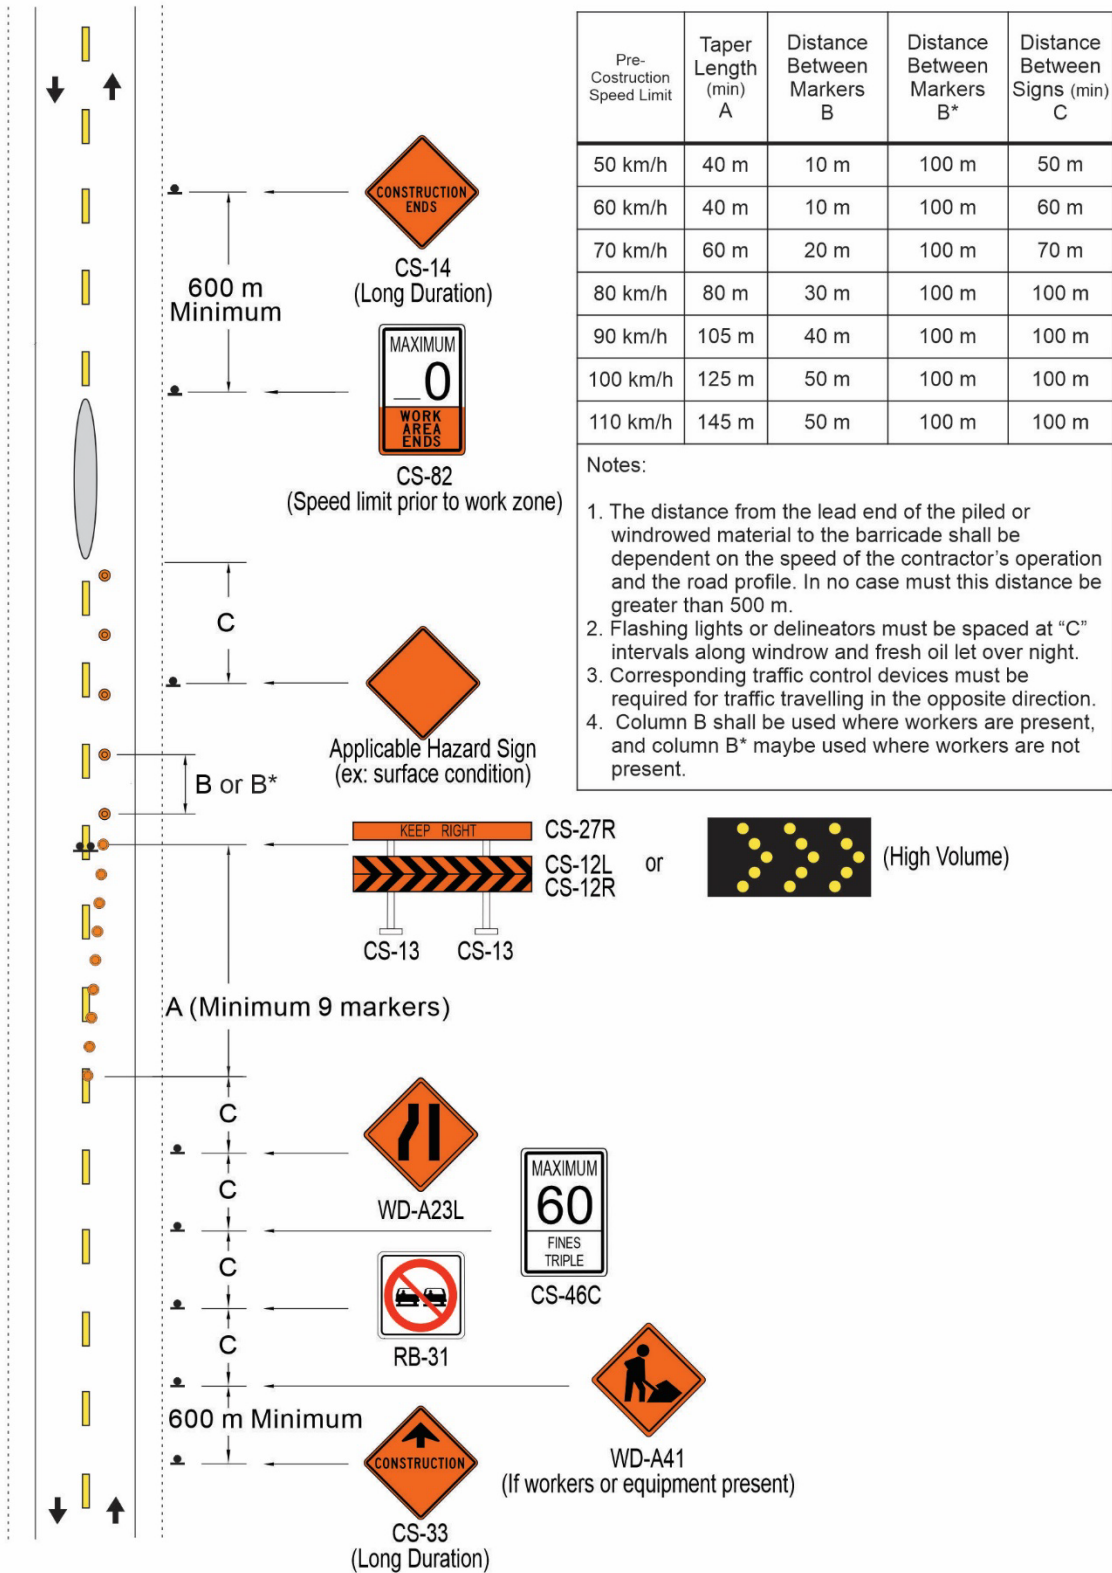 Pre-
Costruction
Speed Limit
Taper
Length
(min)
A
Distance
Between
Markers
B
Distance
Between
Markers
B*
Distance
Between
Signs (min)
C
50 km/h 40 m 10 m 100 m 50 m
60 km/h 40 m 10 m 100 m 60 m
70 km/h 60 m 20 m 100 m 70 m
80 km/h 80 m 30 m 100 m 100 m
90 km/h 105 m 40 m 100 m 100 m
100 km/h 125 m 50 m 100 m 100 m
110 km/h 145 m 50 m 100 m 100 m
Notes:
1. The distance from the lead end of the piled or
windrowed material to the barricade shall be
dependent on the speed of the contractor's operation
and the road profile. In no case must this distance be
greater than 500 m.
2. Flashing lights or delineators must be spaced at “C”
intervals along windrow and fresh oil let over night.
3. Corresponding traffic control devices must be
required for traffic travelling in the opposite direction.
4. Column B shall be used where workers are present,
and column B* maybe used where workers are not
present.
CONSTRUCTION
ENDS
CS-14
(Long Duration)
600 m
Minimum
MAXIMUM
_0
WORK
AREA
ENDS
CS-82
(Speed limit prior to work zone)
C
Applicable Hazard Sign
(ex: surface condition)
B or B*
KEEP RIGHT
CS-27R
CS-12L
CS-12R
or
(High Volume)
CS-13 CS-13
A (Minimum 9 markers)
C
WD-A23L
C
MAXIMUM
60
FINES
TRIPLE
CS-46C
C
RB-31
C
WD-A41
(If workers or equipment present)
600 m Minimum
CONSTRUCTION
CS-33
(Long Duration)